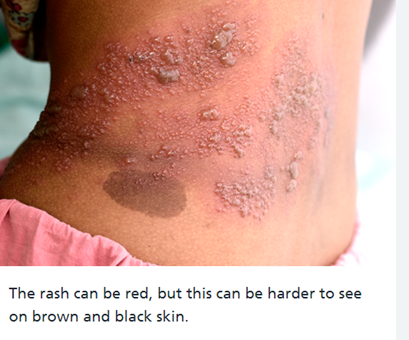 The rash can be red, but this can be harder to see
on brown and black skin.